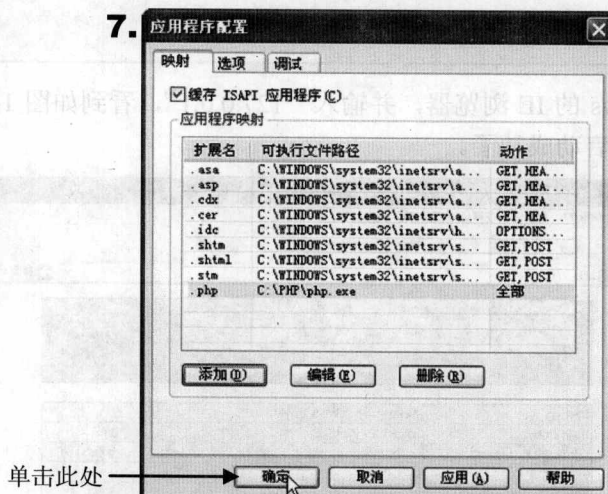 7.
应用程序配置
映射 选项 调试
缓存 ISAPI 应用程序(C)
应用程序映射
扩展名 可执行文件路径 动作
.asa C:\WINDOWS\system32\inetsrv\a... GET,HEA...
.asp C:\WINDOWS\system32\inetsrv\a... GET,HEA...
.cdx C:\WINDOWS\system32\inetsrv\a... GET,HEA...
.cer C:\WINDOWS\system32\inetsrv\a... GET,HEA...
.idc C:\WINDOWS\system32\inetsrv\h... OPTIONS...
.shtm C:\WINDOWS\system32\inetsrv\s... GET,POST
.shtml C:\WINDOWS\system32\inetsrv\s... GET,POST
.stm C:\WINDOWS\system32\inetsrv\s... GET,POST
.php C:\PHP\php.exe 全部
添加(D) 编辑(E) 删除(R)
单击此处 确定 取消 应用(A) 帮助